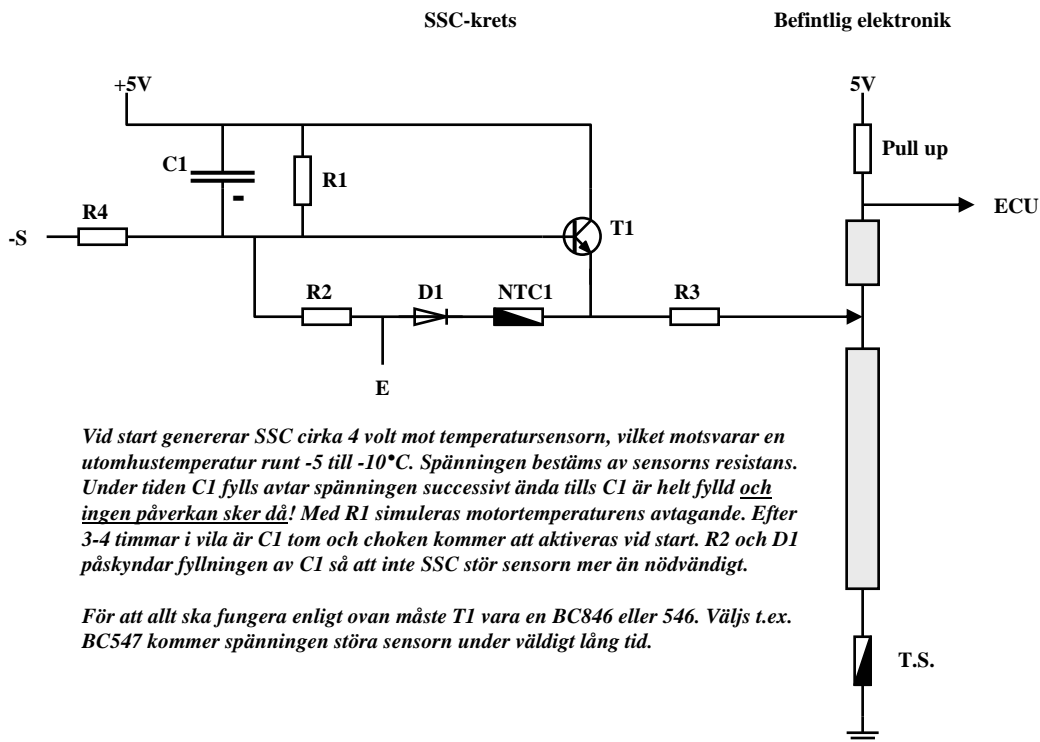 SSC-krets
Befintlig elektronik
+5V
5V
C1
R1
Pull up
-
R4
T1
ECU
-S
R2
D1
NTC1
R3
E
Vid start genererar SSC cirka 4 volt mot temperatursensorn, vilket motsvarar en
utomhustemperatur runt -5 till -10°C. Spänningen bestäms av sensorns resistans.
Under tiden C1 fylls avtar spänningen successivt ända tills C1 är helt fylld och
ingen påverkan sker då! Med R1 simuleras motortemperaturens avtagande. Efter
3-4 timmar i vila är C1 tom och choken kommer att aktiveras vid start. R2 och D1
påskyndar fyllningen av C1 så att inte SSC stör sensorn mer än nödvändigt.
För att allt ska fungera enligt ovan måste T1 vara en BC846 eller 546. Väljs t.ex.
BC547 kommer spänningen störa sensorn under väldigt lång tid.
T.S.